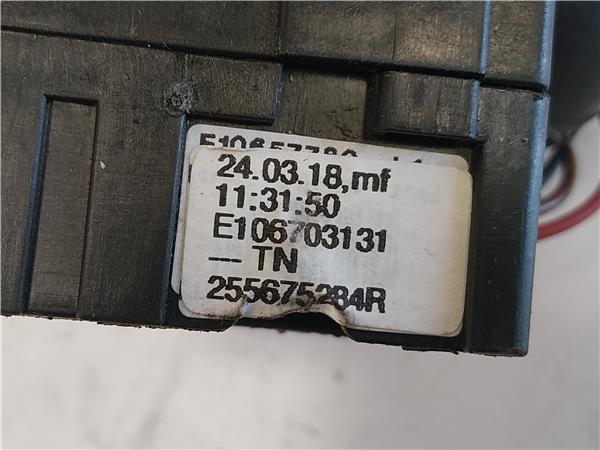 24.03.18,mf
11:31:50
E106703131
--- TN
255675284R